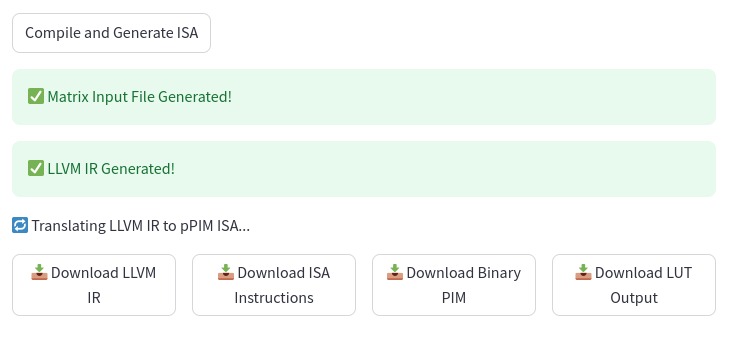 Compile and Generate ISA
✅ Matrix Input File Generated!
✅ LLVM IR Generated!
🔁 Translating LLVM IR to pPIM ISA...
📥 Download LLVM
IR
📥 Download ISA
Instructions
📥 Download Binary
PIM
📥 Download LUT
Output